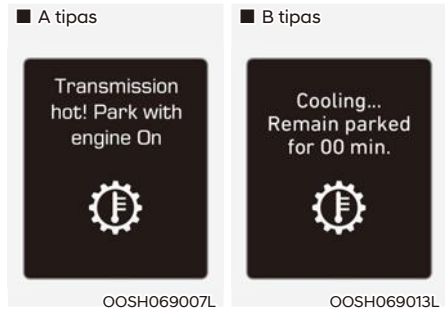 ■ A tipas
Transmission
hot! Park with
engine On
OOSH069007L
■ B tipas
Cooling...
Remain parked
for 00 min.
OOSH069013L